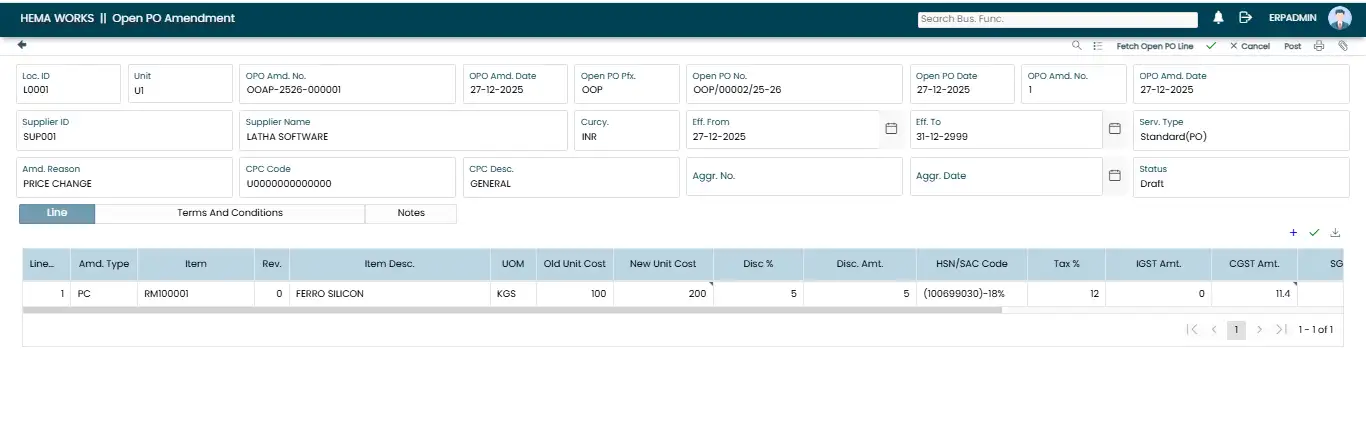 HEMA WORKS || Open PO Amendment
Search Bus. Func.
ERPADMIN
Fetch Open PO Line
Cancel
Post
Loc. ID Unit OPO Amd. No. OPO Amd. Date Open PO Pfx. Open PO No. Open PO Date OPO Amd. No. OPO Amd. Date
L0001 U1 OOAP-2526-000001 27-12-2025 OOP OOP/00002/25-26 27-12-2025 1 27-12-2025
Supplier ID Supplier Name Curcy. Eff. From Eff. To Serv. Type
SUP001 LATHA SOFTWARE INR 27-12-2025 31-12-2999 Standard(PO)
Amd. Reason CPC Code CPC Desc. Aggr. No. Aggr. Date Status
PRICE CHANGE U0000000000000 GENERAL Draft
Line Terms And Conditions Notes
Line... Amd. Type Item Rev. Item Desc. UOM Old Unit Cost New Unit Cost Disc % Disc. Amt. HSN/SAC Code Tax % IGST Amt. CGST Amt. SG
1 PC RM100001 0 FERRO SILICON KGS 100 200 5 5 (100699030)-18% 12 0 11.4
1 1 - 1 of 1